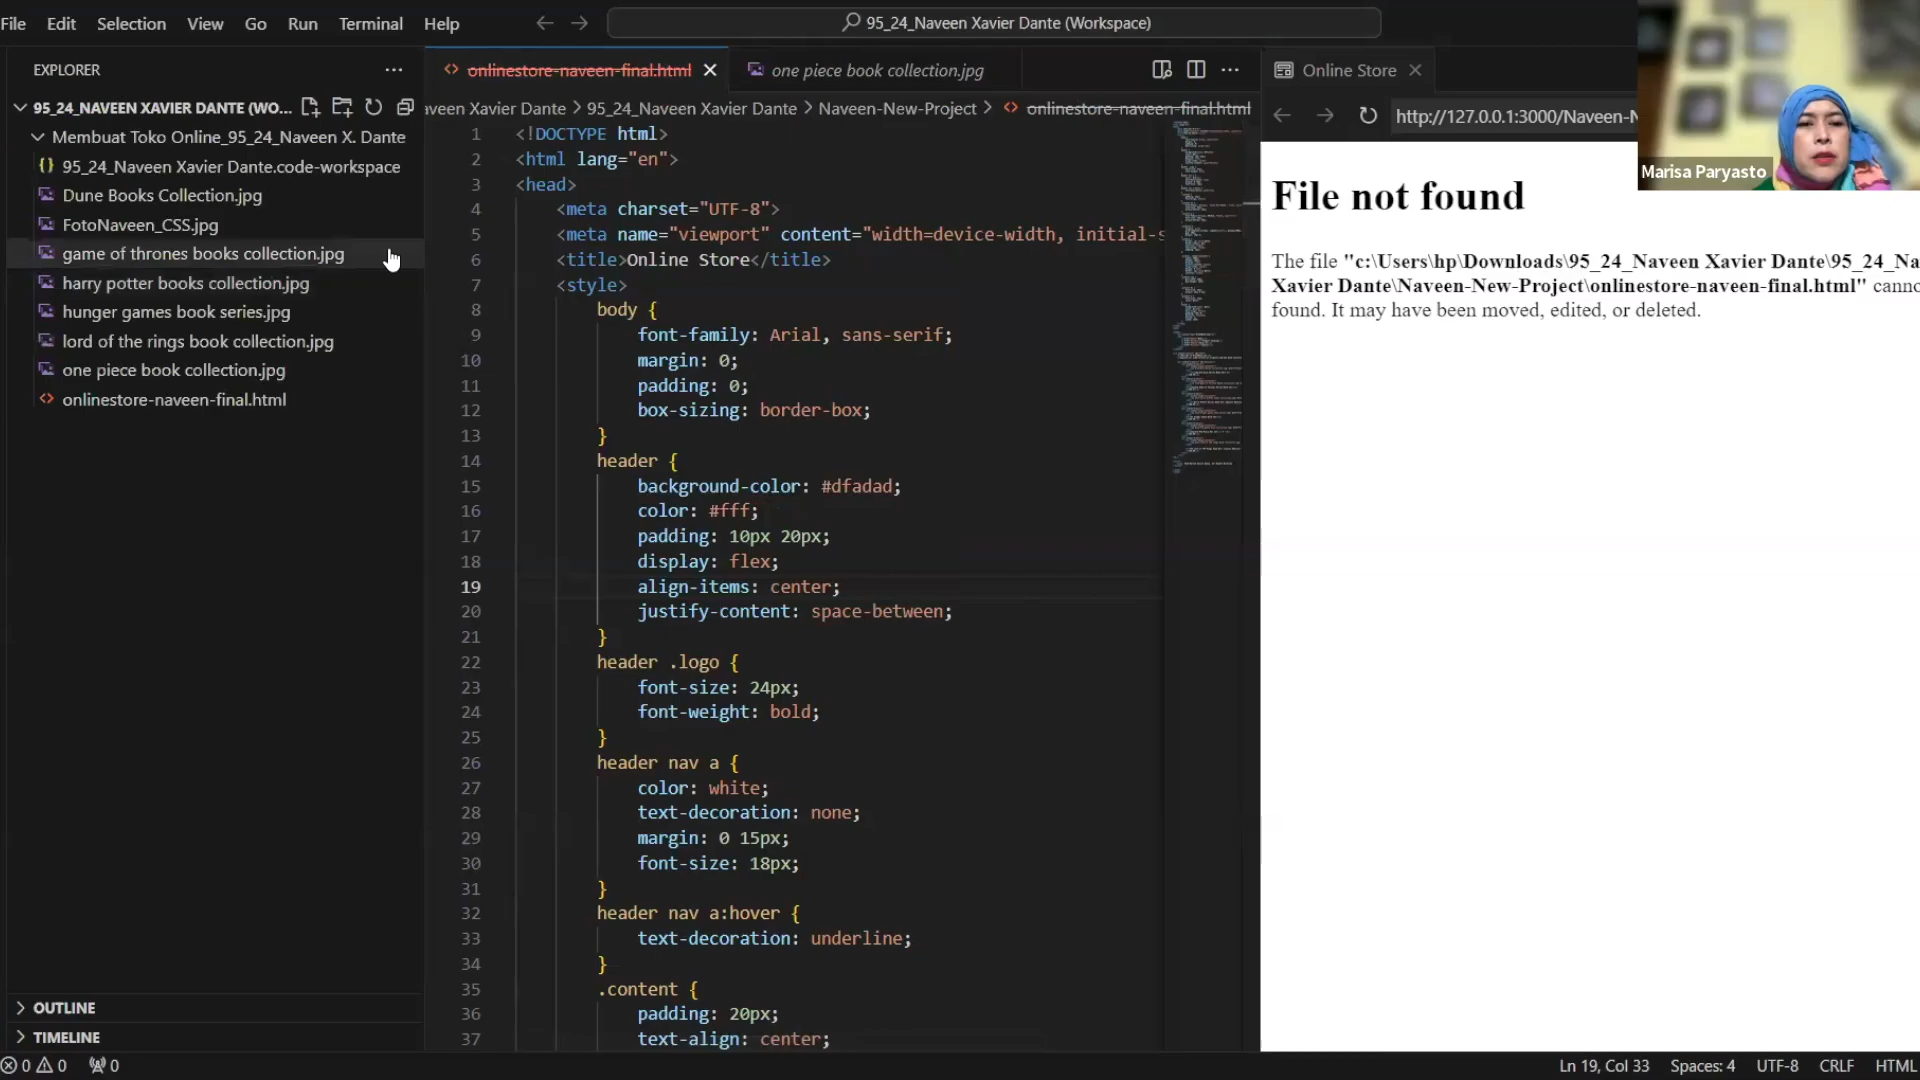 File Edit Selection View Go Run Terminal Help
95_24_Naveen Xavier Dante (Workspace)
EXPLORER
95_24_NAVEEN XAVIER DANTE (WO...
Membuat Toko Online_95_24_Naveen X. Dante
95_24_Naveen Xavier Dante.code-workspace
Dune Books Collection.jpg
FotoNaveen_CSS.jpg
game of thrones books collection.jpg
harry potter books collection.jpg
hunger games book series.jpg
lord of the rings book collection.jpg
one piece book collection.jpg
onlinestore-naveen-final.html
OUTLINE
TIMELINE
onlinestore-naveen-final.html
one piece book collection.jpg
aveen Xavier Dante > 95_24_Naveen Xavier Dante > Naveen-New-Project > onlinestore-naveen-final.html
1 <!DOCTYPE html>
2 <html lang="en">
3 <head>
4 <meta charset="UTF-8">
5 <meta name="viewport" content="width=device-width, initial-s
6 <title>Online Store</title>
7 <style>
8 body {
9 font-family: Arial, sans-serif;
10 margin: 0;
11 padding: 0;
12 box-sizing: border-box;
13 }
14 header {
15 background-color: #dfadad;
16 color: #fff;
17 padding: 10px 20px;
18 display: flex;
19 align-items: center;
20 justify-content: space-between;
21 }
22 header .logo {
23 font-size: 24px;
24 font-weight: bold;
25 }
26 header nav a {
27 color: white;
28 text-decoration: none;
29 margin: 0 15px;
30 font-size: 18px;
31 }
32 header nav a:hover {
33 text-decoration: underline;
34 }
35 .content {
36 padding: 20px;
37 text-align: center;
Online Store
http://127.0.0.1:3000/Naveen-N
File not found
The file "c:\Users\hp\Downloads\95_24_Naveen Xavier Dante\95_24_Na
Xavier Dante\Naveen-New-Project\onlinestore-naveen-final.html" canno
found. It may have been moved, edited, or deleted.
Marisa Paryasto
0 0 0
Ln 19, Col 33 Spaces: 4 UTF-8 CRLF HTML